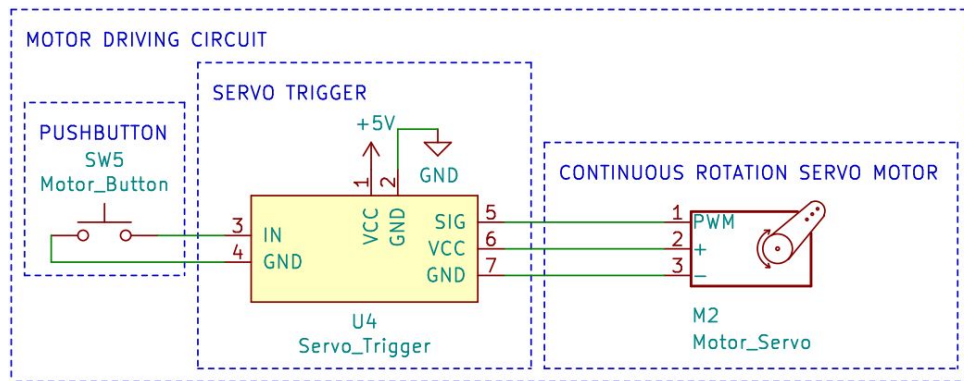 MOTOR DRIVING CIRCUIT
SERVO TRIGGER
PUSHBUTTON
SW5
Motor_Button
+5V
GND
CONTINUOUS ROTATION SERVO MOTOR
1
2
VCC
GND
3
IN
4
GND
SIG
5
VCC
6
GND
7
1
PWM
2
+
3
-
U4
Servo_Trigger
M2
Motor_Servo